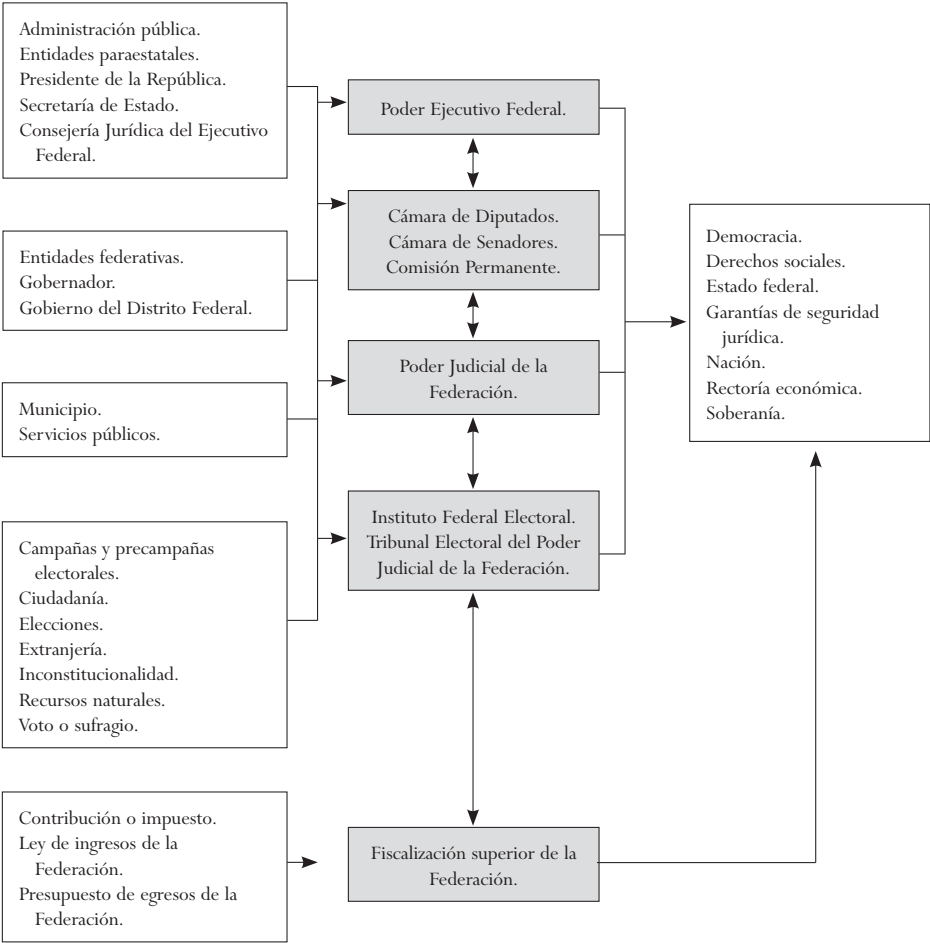 Administración pública.
Entidades paraestatales.
Presidente de la República.
Secretaría de Estado.
Consejería Jurídica del Ejecutivo
Federal.
Entidades federativas.
Gobernador.
Gobierno del Distrito Federal.
Municipio.
Servicios públicos.
Campañas y precampañas
electorales.
Ciudadanía.
Elecciones.
Extranjería.
Inconstitucionalidad.
Recursos naturales.
Voto o sufragio.
Contribución o impuesto.
Ley de ingresos de la
Federación.
Presupuesto de egresos de la
Federación.
Poder Ejecutivo Federal.
Cámara de Diputados.
Cámara de Senadores.
Comisión Permanente.
Poder Judicial de la
Federación.
Instituto Federal Electoral.
Tribunal Electoral del Poder
Judicial de la Federación.
Fiscalización superior de la
Federación.
Democracia.
Derechos sociales.
Estado federal.
Garantías de seguridad
jurídica.
Nación.
Rectoría económica.
Soberanía.